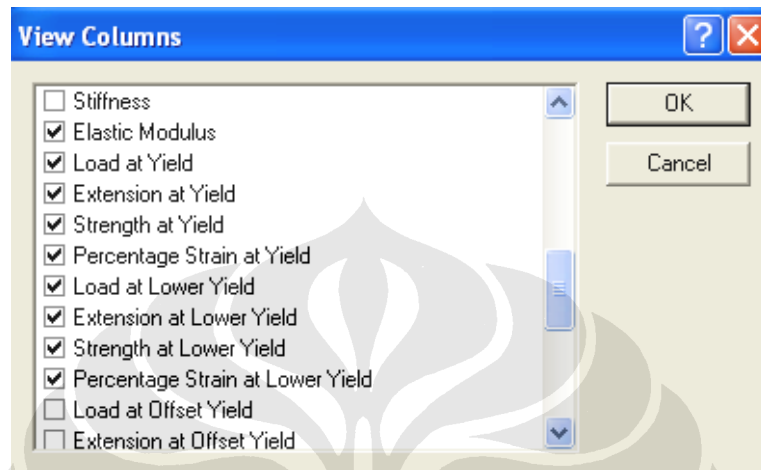 View Columns
Stiffness
OK
Elastic Modulus
Load at Yield
Cancel
Extension at Yield
Strength at Yield
Percentage Strain at Yield
Load at Lower Yield
Extension at Lower Yield
Strength at Lower Yield
Percentage Strain at Lower Yield
Load at Offset Yield
Extension at Offset Yield